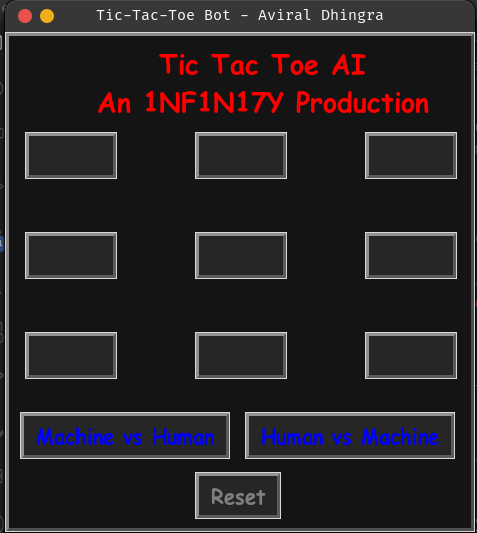 Tic-Tac-Toe Bot - Aviral Dhingra
Tic Tac Toe AI
An 1NF1N17Y Production
Machine vs Human
Human vs Machine
Reset